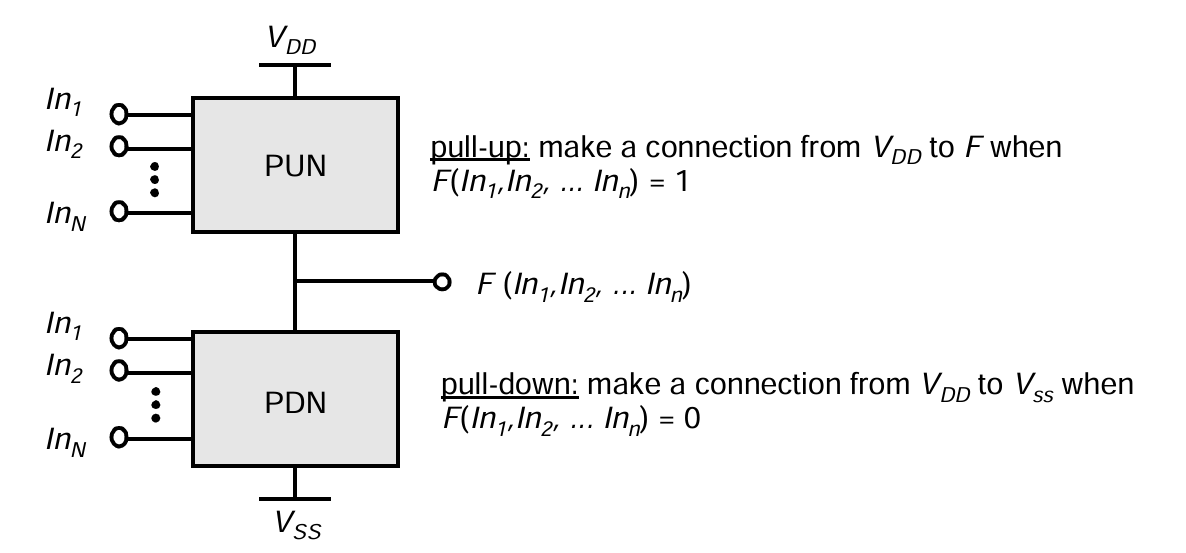 V_DD
In_1
In_2
In_N
PUN
pull-up: make a connection from V_DD to F when
F(In_1,In_2, ... In_n) = 1
F (In_1,In_2, ... In_n)
In_1
In_2
In_N
PDN
pull-down: make a connection from V_DD to V_ss when
F(In_1,In_2, ... In_n) = 0
V_SS